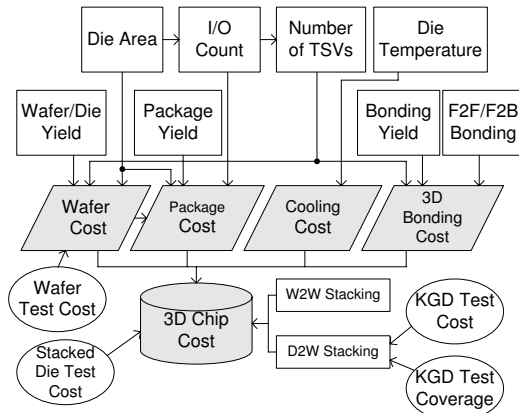 Die Area
I/O
Count
Number
of TSVs
Die
Temperature
Wafer/Die
Yield
Package
Yield
Bonding
Yield
F2F/F2B
Bonding
Wafer
Cost
Package
Cost
Cooling
Cost
3D
Bonding
Cost
Wafer
Test Cost
3D Chip
Cost
W2W Stacking
KGD Test
Cost
Stacked
Die Test
Cost
D2W Stacking
KGD Test
Coverage